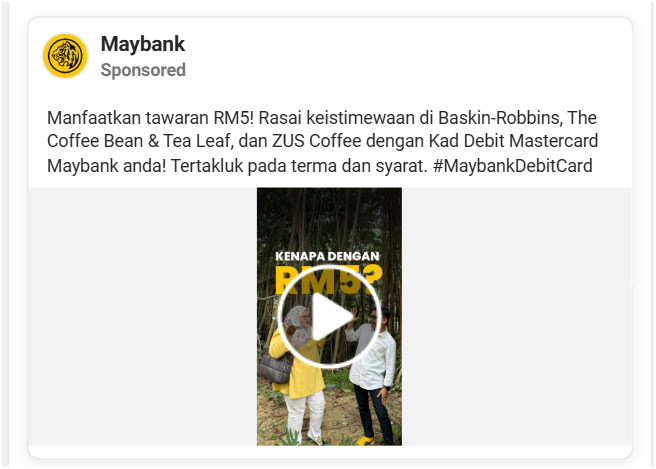 Maybank
Sponsored
Manfaatkan tawaran RM5! Rasai keistimewaan di Baskin-Robbins, The
Coffee Bean & Tea Leaf, dan ZUS Coffee dengan Kad Debit Mastercard
Maybank anda! Tertakluk pada terma dan syarat. #MaybankDebitCard
KENAPA DENGAN
RM5?